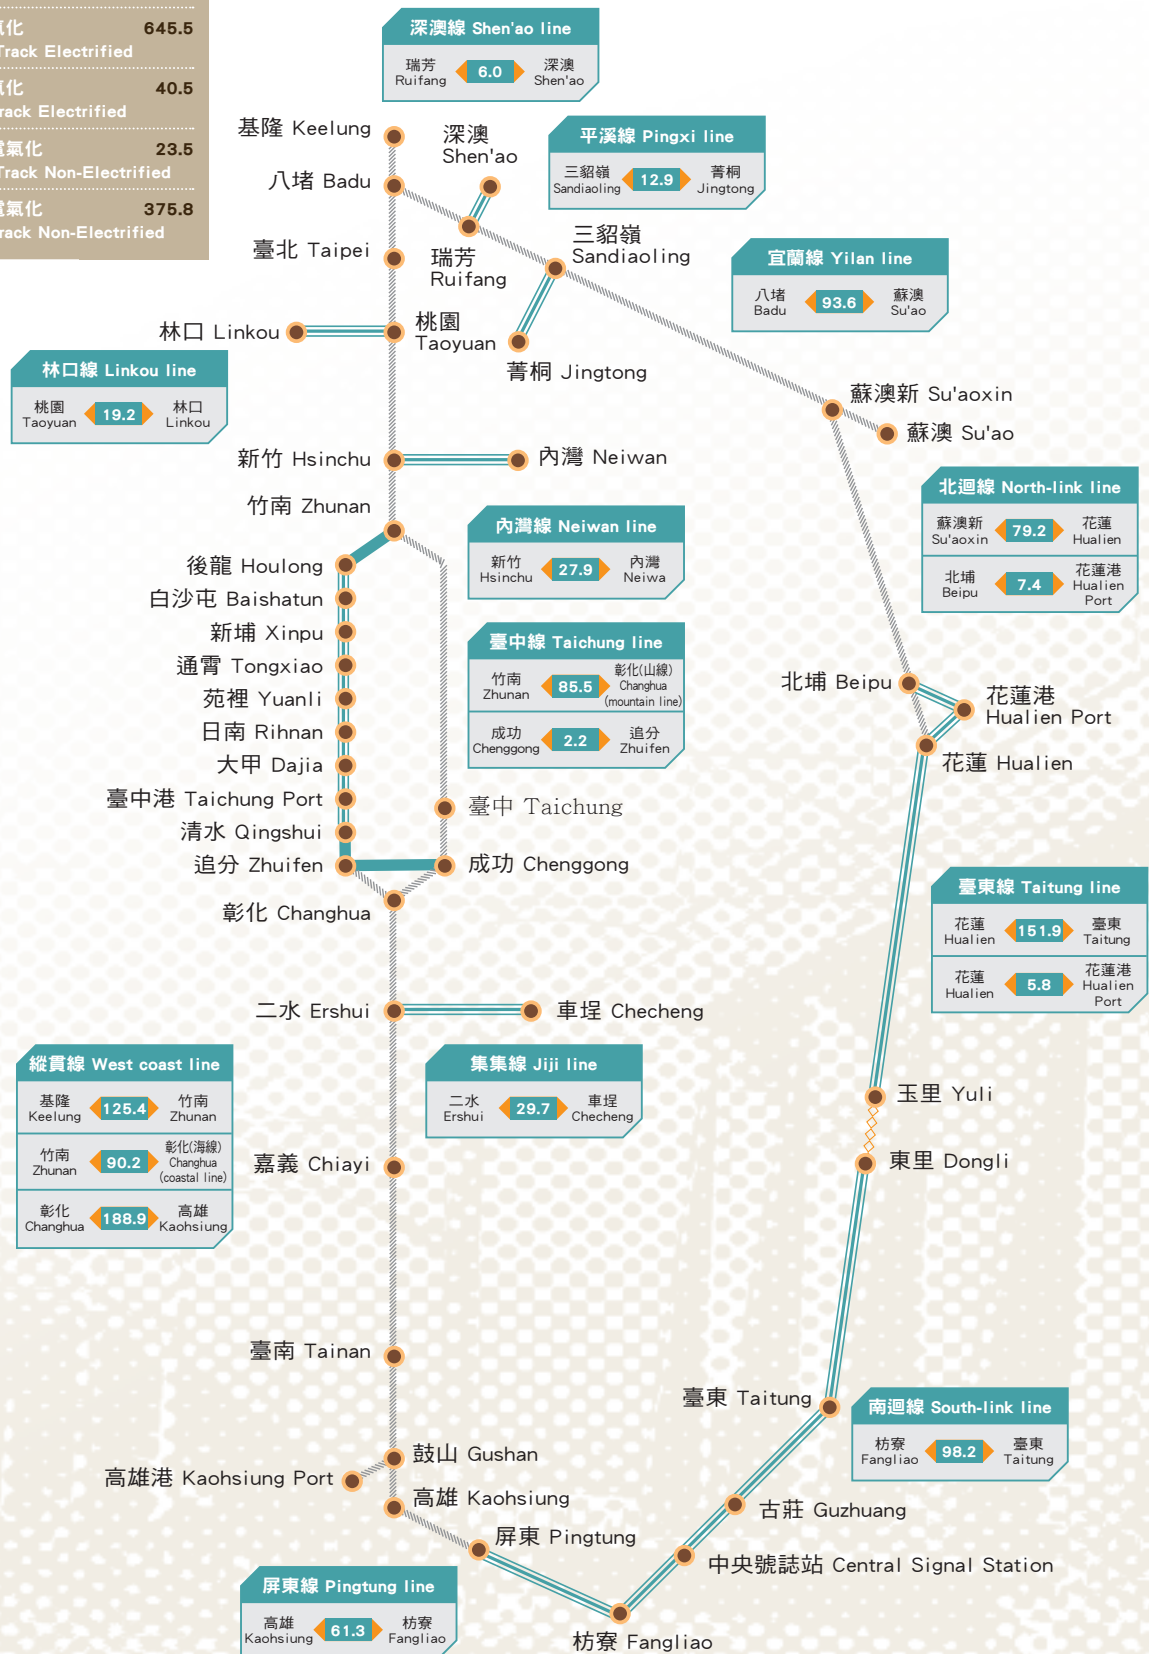 氣化 645.5
Track Electrified
氣化 40.5
rack Electrified
電氣化 23.5
Track Non-Electrified
電氣化 375.8
rack Non-Electrified
深澳線 Shen'ao line
瑞芳 6.0 深澳
Ruifang Shen'ao
基隆 Keelung
深澳
Shen'ao
平溪線 Pingxi line
三貂嶺 12.9 菁桐
Sandiaoling Jingtong
八堵 Badu
臺北 Taipei
瑞芳
Ruifang
三貂嶺
Sandiaoling
宜蘭線 Yilan line
八堵 93.6 蘇澳
Badu Su'ao
林口 Linkou
桃園
Taoyuan
菁桐 Jingtong
林口線 Linkou line
桃園 19.2 林口
Taoyuan Linkou
蘇澳新 Su'aoxin
蘇澳 Su'ao
新竹 Hsinchu
內灣 Neiwan
北迴線 North-link line
蘇澳新 79.2 花蓮
Su'aoxin Hualien
北埔 7.4 花蓮港
Beipu Hualien
Port
竹南 Zhunan
內灣線 Neiwan line
新竹 27.9 內灣
Hsinchu Neiwa
後龍 Houlong
白沙屯 Baishatun
新埔 Xinpu
通霄 Tongxiao
苑裡 Yuanli
日南 Rihnan
大甲 Dajia
臺中港 Taichung Port
清水 Qingshui
追分 Zhuifen
臺中線 Taichung line
竹南 85.5 彰化(山線)
Zhunan Changhua
(mountain line)
成功 2.2 追分
Chenggong Zhuifen
北埔 Beipu
花蓮港
Hualien Port
花蓮 Hualien
臺中 Taichung
成功 Chenggong
彰化 Changhua
臺東線 Taitung line
花蓮 151.9 臺東
Hualien Taitung
花蓮 5.8 花蓮港
Hualien Hualien
Port
二水 Ershui
車埕 Checheng
縱貫線 West coast line
基隆 125.4 竹南
Keelung Zhunan
竹南 90.2 彰化(海線)
Zhunan Changhua
(coastal line)
彰化 188.9 高雄
Changhua Kaohsiung
集集線 Jiji line
二水 29.7 車埕
Ershui Checheng
玉里 Yuli
東里 Dongli
嘉義 Chiayi
臺南 Tainan
臺東 Taitung
南迴線 South-link line
枋寮 98.2 臺東
Fangliao Taitung
鼓山 Gushan
高雄港 Kaohsiung Port
高雄 Kaohsiung
古莊 Guzhuang
屏東 Pingtung
中央號誌站 Central Signal Station
屏東線 Pingtung line
高雄 61.3 枋寮
Kaohsiung Fangliao
枋寮 Fangliao